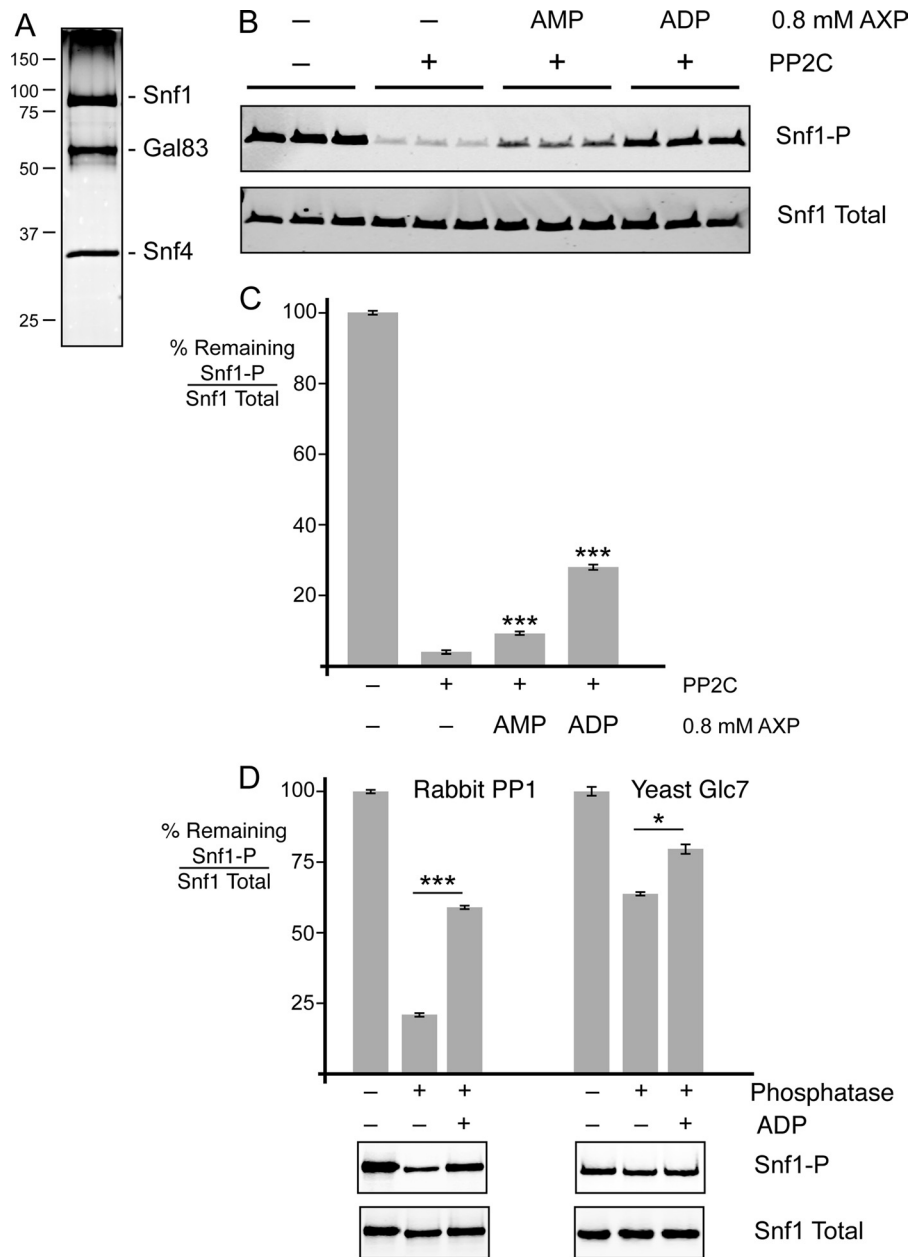 A
150
100
75
50
37
25
- Snf1
- Gal83
- Snf4
B
– – AMP ADP 0.8 mM AXP
– + + + PP2C
Snf1-P
Snf1 Total
C
% Remaining
Snf1-P
Snf1 Total
100
80
60
40
20
*** ***
– + + + PP2C
– – AMP ADP 0.8 mM AXP
D
% Remaining
Snf1-P
Snf1 Total
100
75
50
25
Rabbit PP1 Yeast Glc7
*** *
– + + – + + Phosphatase
– – + – – + ADP
Snf1-P
Snf1 Total